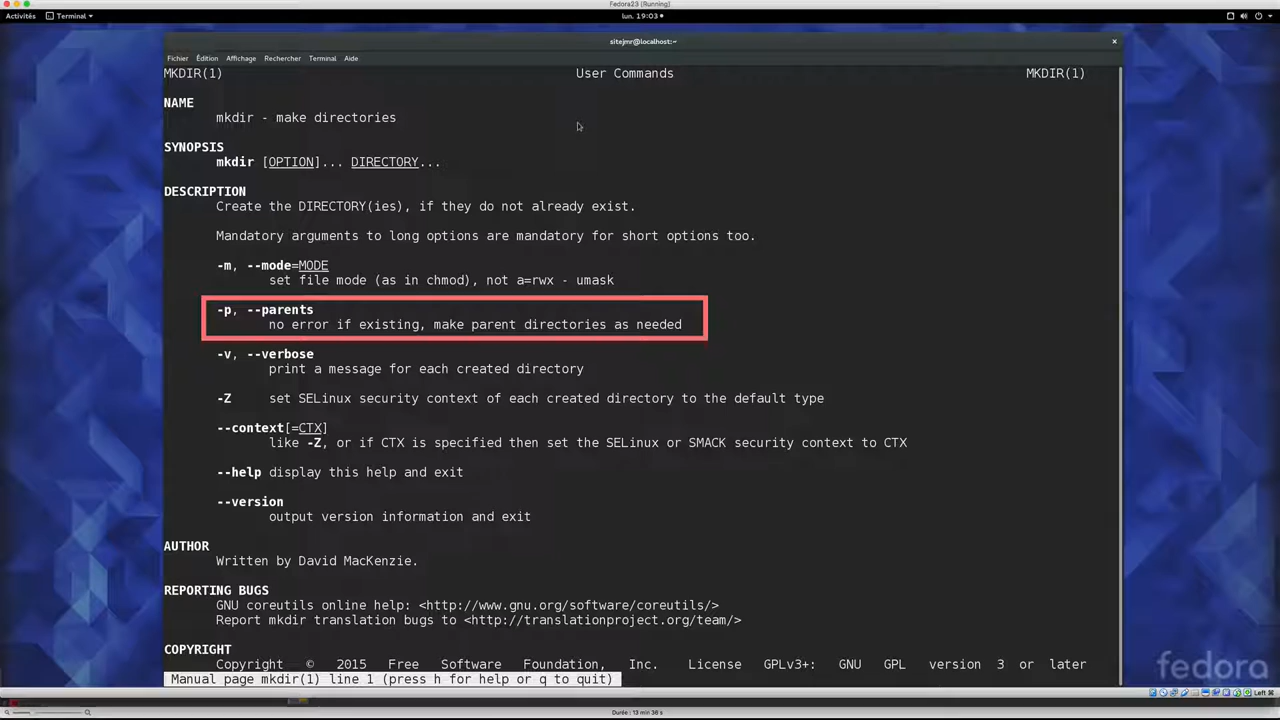 Fedora23 [Running]
Activités Terminal lun. 19:03
sitejmr@localhost:~
Fichier Édition Affichage Rechercher Terminal Aide
MKDIR(1) User Commands MKDIR(1)
NAME
mkdir - make directories
SYNOPSIS
mkdir [OPTION]... DIRECTORY...
DESCRIPTION
Create the DIRECTORY(ies), if they do not already exist.
Mandatory arguments to long options are mandatory for short options too.
-m, --mode=MODE
set file mode (as in chmod), not a=rwx - umask
-p, --parents
no error if existing, make parent directories as needed
-v, --verbose
print a message for each created directory
-Z set SELinux security context of each created directory to the default type
--context[=CTX]
like -Z, or if CTX is specified then set the SELinux or SMACK security context to CTX
--help display this help and exit
--version
output version information and exit
AUTHOR
Written by David MacKenzie.
REPORTING BUGS
GNU coreutils online help: <http://www.gnu.org/software/coreutils/>
Report mkdir translation bugs to <http://translationproject.org/team/>
COPYRIGHT
Copyright © 2015 Free Software Foundation, Inc. License GPLv3+: GNU GPL version 3 or later
Manual page mkdir(1) line 1 (press h for help or q to quit)
fedora
Left ⌘
Durée : 13 min 36 s